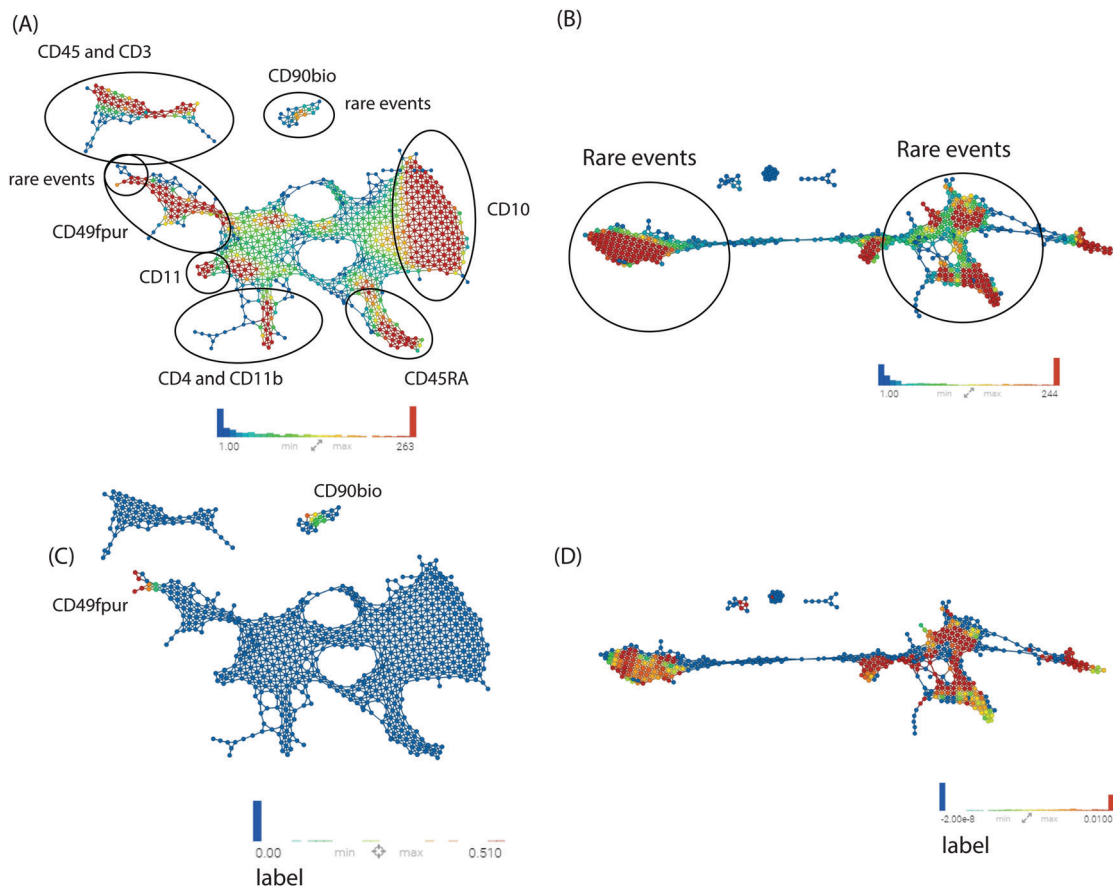 (A)
CD45 and CD3
CD90bio
rare events
rare events
CD49fpur
CD10
CD11
CD4 and CD11b
CD45RA
1.00 min max 263
(B)
Rare events
Rare events
1.00 min max 244
(C)
CD90bio
CD49fpur
0.00 min max 0.510
label
(D)
-2.00e-8 min max 0.0100
label